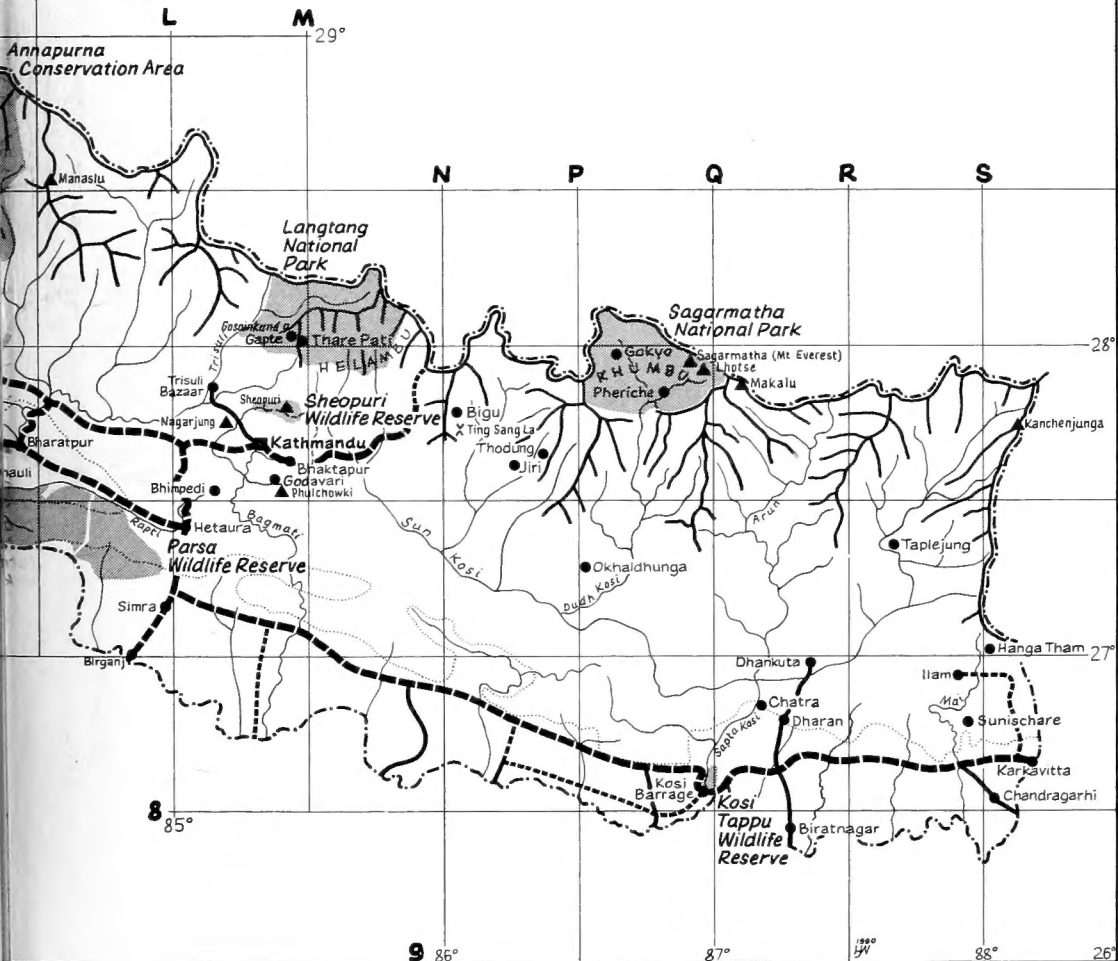 L
M
29°
Annapurna
Conservation Area
Manaslu
N
P
Q
R
S
Langtang
National
Park
Gosainkund
Gapte
Thare Pati
HELAMBU
Trisuli
Trisuli
Bazaar
Sheopuri
Sheopuri
Wildlife Reserve
Nagarjung
Kathmandu
Bhaktapur
Godavari
Phulchowki
Bharatpur
Bhimpedi
Bagmati
Hetaura
Rapti
Parsa
Wildlife Reserve
Simra
Birganj
Sagarmatha
National Park
28°
Gokyo
Sagarmatha (Mt Everest)
Lhotse
KHUMBU
Makalu
Pheriche
Bigu
Ting Sang La
Thodung
Jiri
Kanchenjunga
Sun Kosi
Arun
Taplejung
Okhaldhunga
Dudh Kosi
27°
Hanga Tham
Dhankuta
Ilam
Mai
Chatra
Dharan
Sunischare
Sapta Kosi
Karkavitta
Kosi
Barrage
Chandragarhi
Kosi
Tappu
Wildlife
Reserve
Biratnagar
8
85°
9
86°
87°
1990
88°
26°